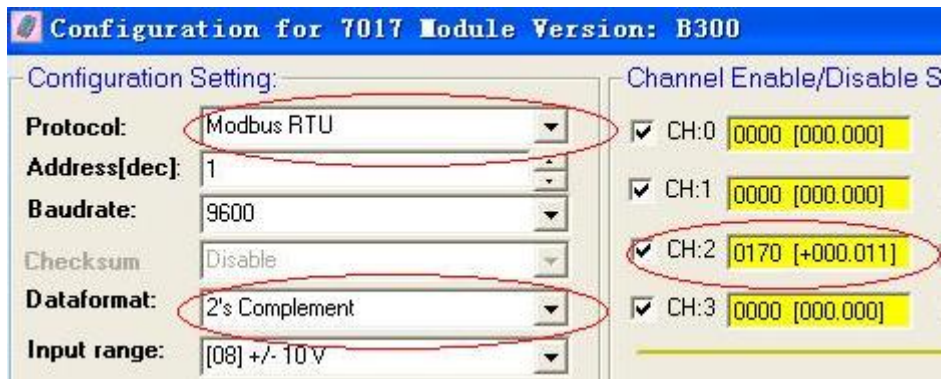 Configuration for 7017 Module Version: B300
Configuration Setting:
Protocol: Modbus RTU
Address[dec]: 1
Baudrate: 9600
Checksum Disable
Dataformat: 2's Complement
Input range: [08] +/- 10 V
Channel Enable/Disable S
CH:0 0000 [000.000]
CH:1 0000 [000.000]
CH:2 0170 [+000.011]
CH:3 0000 [000.000]